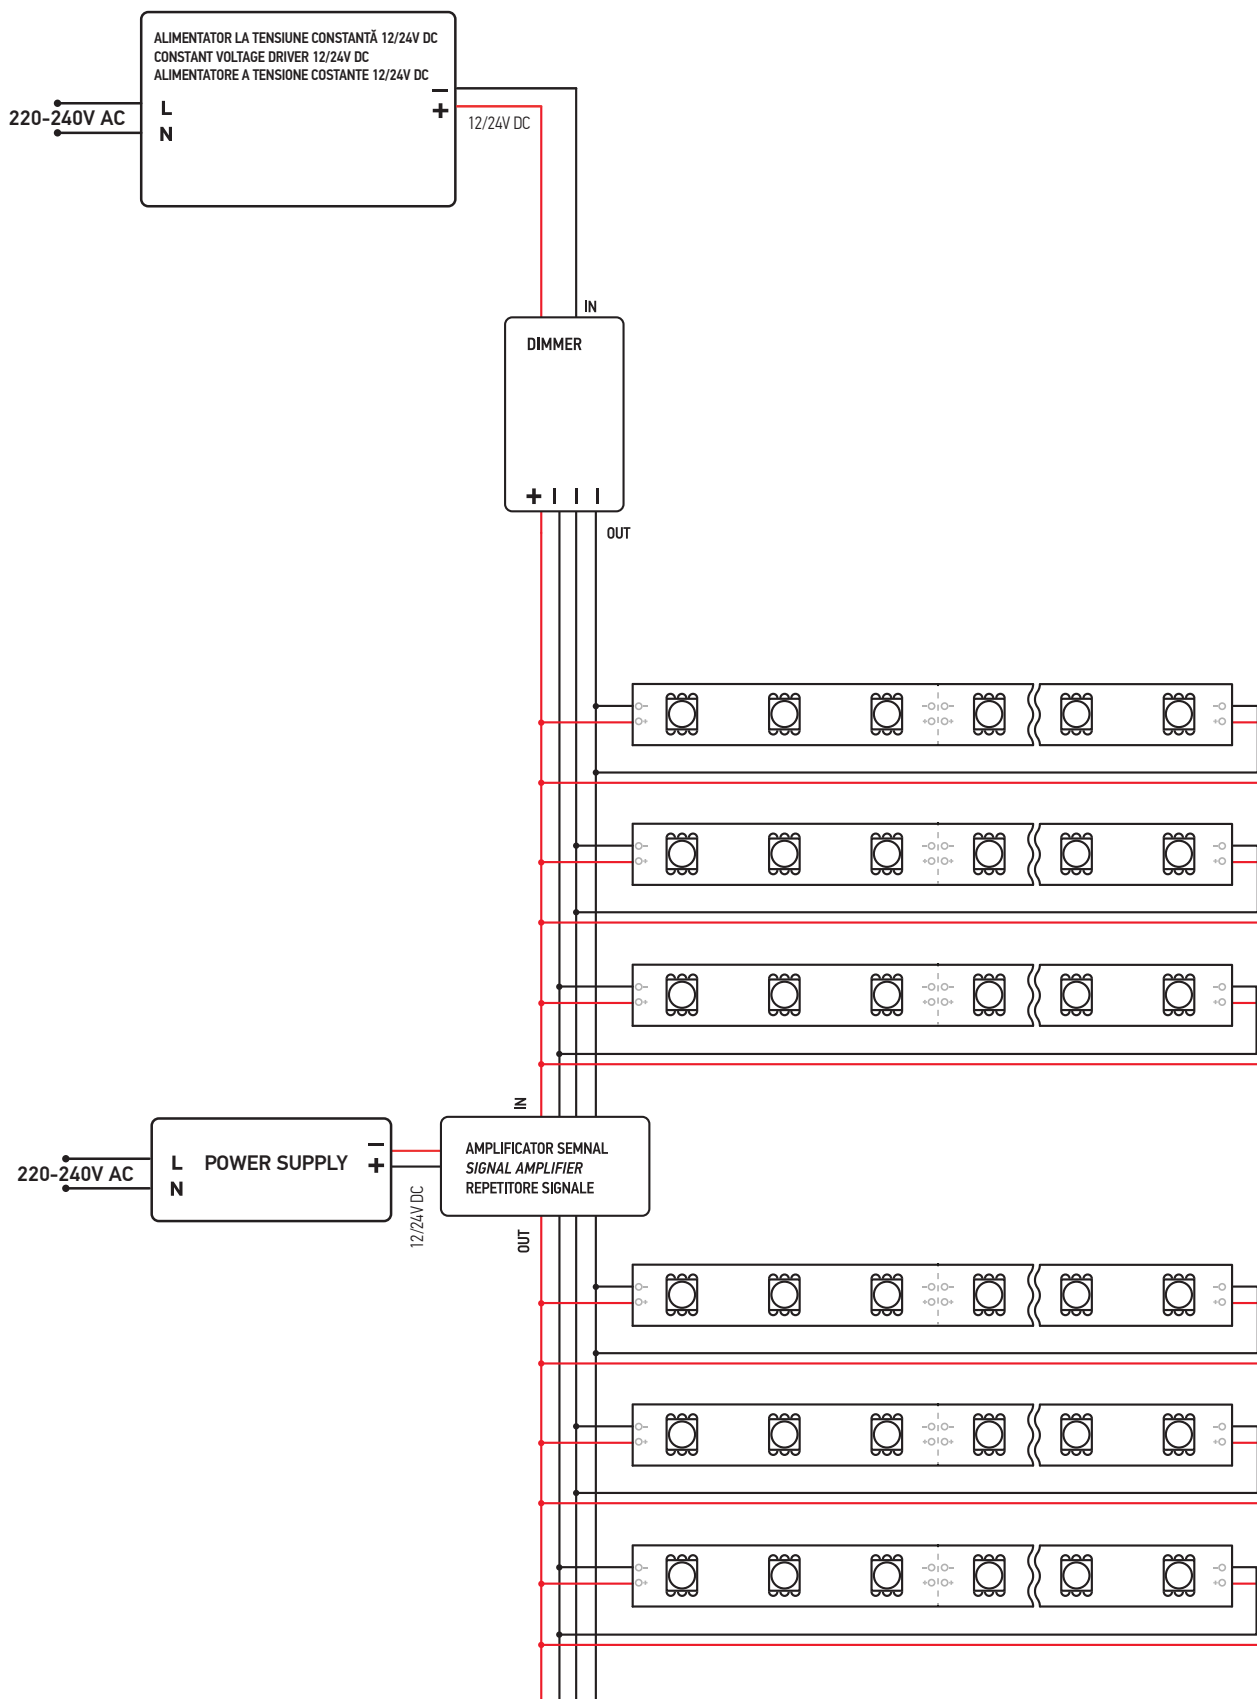 ALIMENTATOR LA TENSIUNE CONSTANTĂ 12/24V DC
CONSTANT VOLTAGE DRIVER 12/24V DC
ALIMENTATORE A TENSIONE COSTANTE 12/24V DC
220-240V AC
L
N
−
+
12/24V DC
IN
DIMMER
+ − − −
OUT
IN
220-240V AC
L
N
POWER SUPPLY
−
+
12/24V DC
AMPLIFICATOR SEMNAL
SIGNAL AMPLIFIER
REPETITORE SIGNALE
OUT